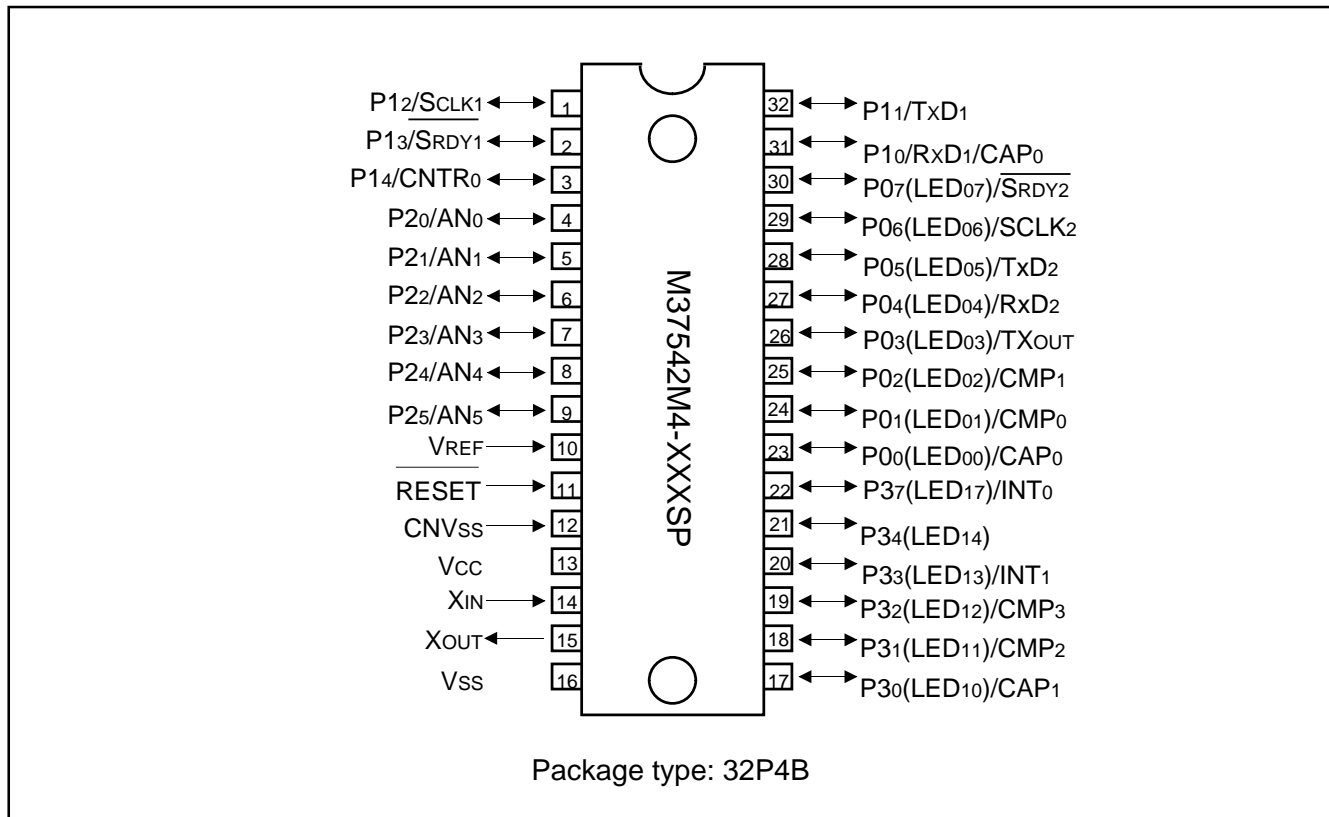 P12/SCLK1 1
P13/SRDY1 2
P14/CNTR0 3
P20/AN0 4
P21/AN1 5
P22/AN2 6
P23/AN3 7
P24/AN4 8
P25/AN5 9
VREF 10
RESET 11
CNVSS 12
VCC 13
XIN 14
XOUT 15
VSS 16
M37542M4-XXXSP
32 P11/TXD1
31 P10/RXD1/CAP0
30 P07(LED07)/SRDY2
29 P06(LED06)/SCLK2
28 P05(LED05)/TxD2
27 P04(LED04)/RxD2
26 P03(LED03)/TXOUT
25 P02(LED02)/CMP1
24 P01(LED01)/CMP0
23 P00(LED00)/CAP0
22 P37(LED17)/INT0
21 P34(LED14)
20 P33(LED13)/INT1
19 P32(LED12)/CMP3
18 P31(LED11)/CMP2
17 P30(LED10)/CAP1
Package type: 32P4B